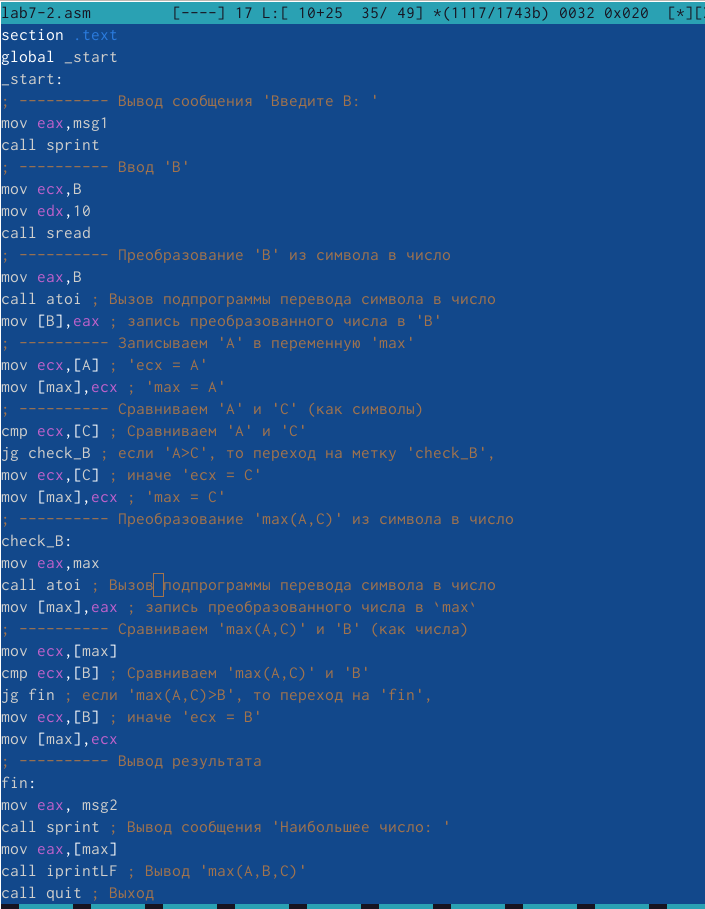 lab7-2.asm [----] 17 L:[ 10+25 35/ 49] *(1117/1743b) 0032 0x020 [*][
section .text
global _start
_start:
; ---------- Вывод сообщения 'Введите B: '
mov eax,msg1
call sprint
; ---------- Ввод 'B'
mov ecx,B
mov edx,10
call sread
; ---------- Преобразование 'B' из символа в число
mov eax,B
call atoi ; Вызов подпрограммы перевода символа в число
mov [B],eax ; запись преобразованного числа в 'B'
; ---------- Записываем 'A' в переменную 'max'
mov ecx,[A] ; 'ecx = A'
mov [max],ecx ; 'max = A'
; ---------- Сравниваем 'A' и 'С' (как символы)
cmp ecx,[C] ; Сравниваем 'A' и 'С'
jg check_B ; если 'A>C', то переход на метку 'check_B',
mov ecx,[C] ; иначе 'ecx = C'
mov [max],ecx ; 'max = C'
; ---------- Преобразование 'max(A,C)' из символа в число
check_B:
mov eax,max
call atoi ; Вызов подпрограммы перевода символа в число
mov [max],eax ; запись преобразованного числа в `max`
; ---------- Сравниваем 'max(A,C)' и 'B' (как числа)
mov ecx,[max]
cmp ecx,[B] ; Сравниваем 'max(A,C)' и 'B'
jg fin ; если 'max(A,C)>B', то переход на 'fin',
mov ecx,[B] ; иначе 'ecx = B'
mov [max],ecx
; ---------- Вывод результата
fin:
mov eax, msg2
call sprint ; Вывод сообщения 'Наибольшее число: '
mov eax,[max]
call iprintLF ; Вывод 'max(A,B,C)'
call quit ; Выход